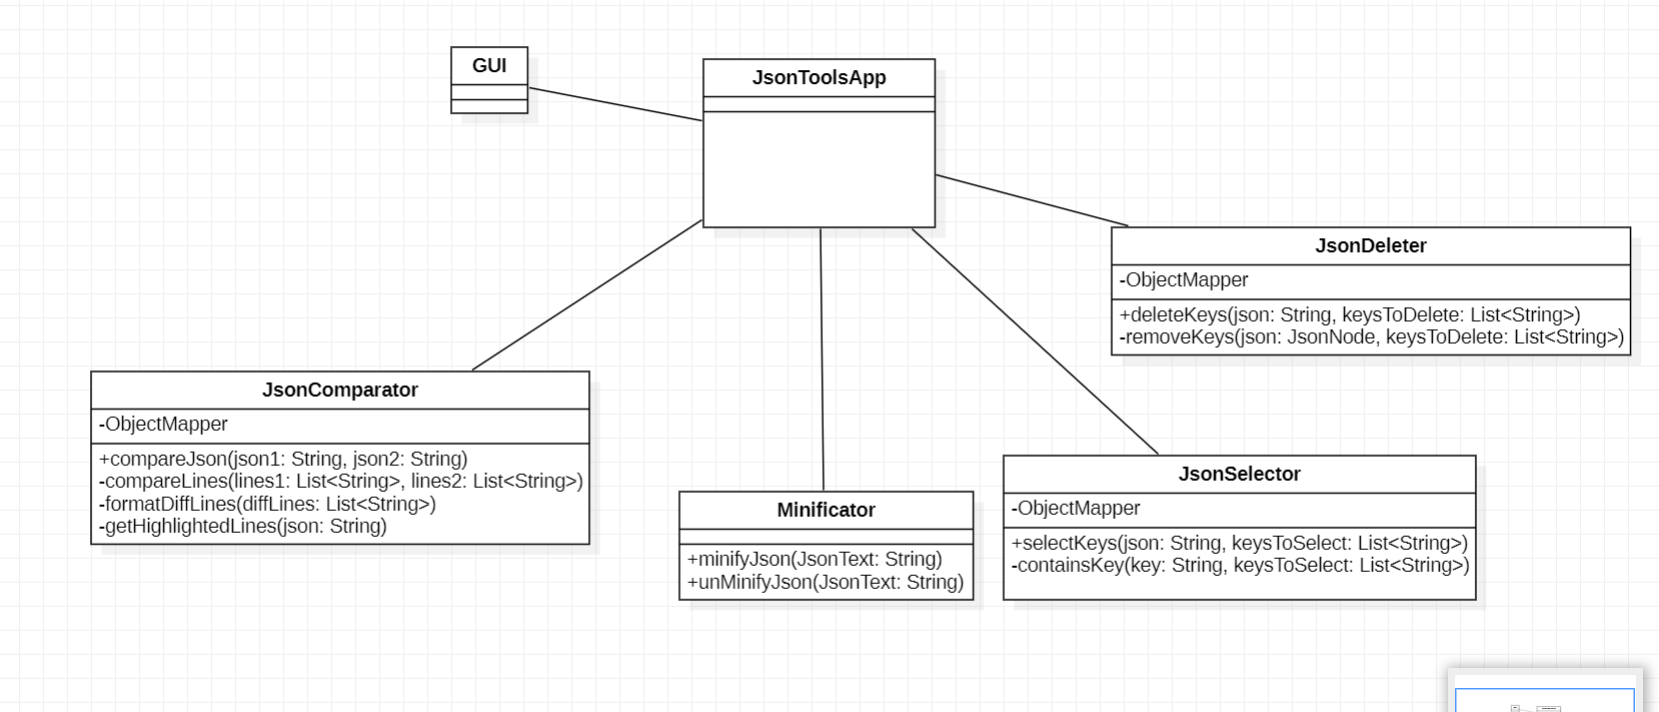 GUI
JsonToolsApp
JsonDeleter
-ObjectMapper
+deleteKeys(json: String, keysToDelete: List<String>)
-removeKeys(json: JsonNode, keysToDelete: List<String>)
JsonComparator
-ObjectMapper
+compareJson(json1: String, json2: String)
-compareLines(lines1: List<String>, lines2: List<String>)
-formatDiffLines(diffLines: List<String>)
-getHighlightedLines(json: String)
Minificator
+minifyJson(JsonText: String)
+unMinifyJson(JsonText: String)
JsonSelector
-ObjectMapper
+selectKeys(json: String, keysToSelect: List<String>)
-containsKey(key: String, keysToSelect: List<String>)